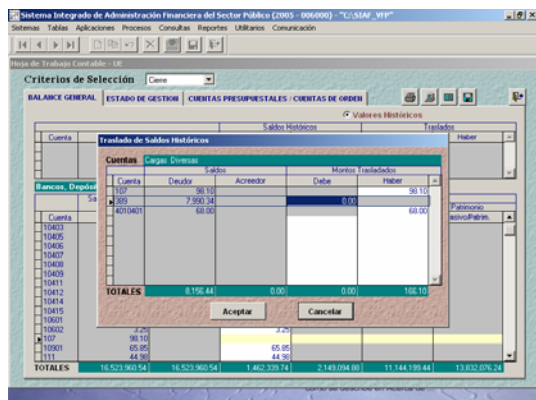 Sistema Integrado de Administración Financiera del Sector Público (2005 - 006000) - "C:\SIAF_VFP"
Sistemas Tablas Aplicaciones Procesos Consultas Reportes Utilitarios Comunicación
Hoja de Trabajo Contable - UE
Criterios de Selección Cierre
BALANCE GENERAL ESTADO DE GESTION CUENTAS PRESUPUESTALES / CUENTAS DE ORDEN
Valores Históricos
Saldos Históricos Traslados
Cuenta Haber
Traslado de Saldos Históricos
Cuentas Cargas Diversas
Saldos Montos Trasladados
Cuenta Deudor Acreedor Debe Haber
107 98.10 98.10
389 7,990.34 0.00
4010401 68.00 68.00
TOTALES 8,156.44 0.00 0.00 166.10
Aceptar Cancelar
Bancos, Depósi
Sa
Patrimonio
Cuenta
10403
10405
10406
10407
10408
10409
10411
10412
10414
10415
10601
10602 3.25 3.25
107 98.10
10901 65.85 65.85
111 44.98 44.98
TOTALES 16,523,960.54 16,523,960.54 1,462,339.74 2,149,094.80 11,144,199.44 13,832,076.24